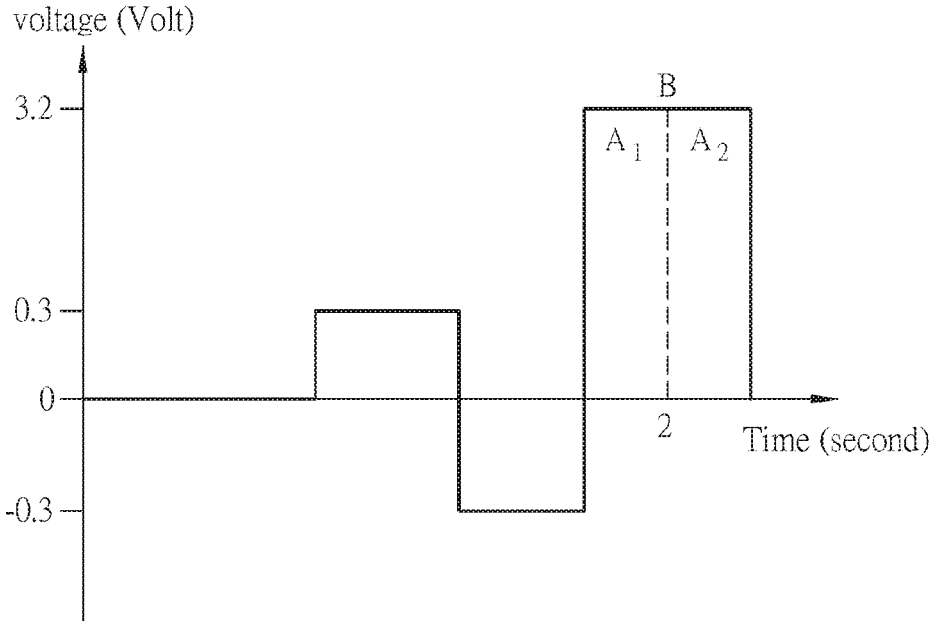 voltage (Volt)
3.2
B
A1 A2
0.3
0
2
Time (second)
-0.3